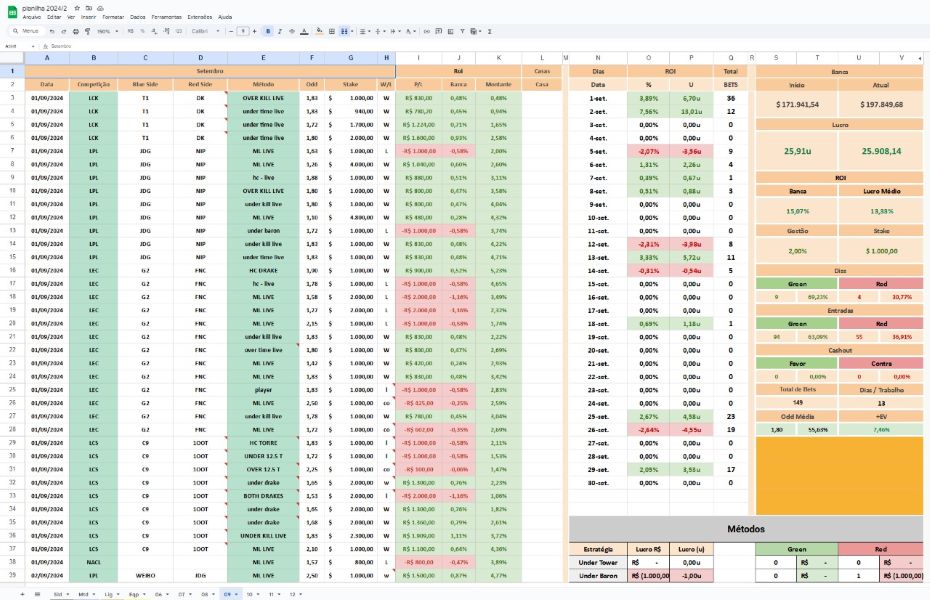 planilha 2024/2
Arquivo Editar Ver Inserir Formatar Dados Ferramentas Extensões Ajuda
Menus 150% Calibri 9
Setembro
A B C D E F G H I J K L M N O P Q R S T U V
1 Setembro Roi Casas Dias ROI Total Banca
2 Data Competição Blue Side Red Side Método Odd Stake W/L P/L Banca Montante Casa Data % U BETS Início Atual
3 01/09/2024 LCK T1 DK OVER KILL LIVE 1,83 $ 1.000,00 W R$ 830,00 0,48% 0,48% 1-set. 3,89% 6,70u 36 $ 171.941,54 $ 197.849,68
4 01/09/2024 LCK T1 DK under time live 1,83 $ 940,00 W R$ 780,20 0,45% 0,94% 2-set. 7,56% 13,01u 12
5 01/09/2024 LCK T1 DK under time live 1,72 $ 1.700,00 W R$ 1.224,00 0,71% 1,65% 3-set. 0,00% 0,00u 0 Lucro
6 01/09/2024 LCK T1 DK under time live 1,80 $ 2.000,00 W R$ 1.600,00 0,93% 2,58% 4-set. 0,00% 0,00u 0
7 01/09/2024 LPL JDG NIP ML LIVE 1,63 $ 1.000,00 L -R$ 1.000,00 -0,58% 2,00% 5-set. -2,07% -3,56u 9 25,91u 25.908,14
8 01/09/2024 LPL JDG NIP ML LIVE 1,26 $ 4.000,00 W R$ 1.040,00 0,60% 2,60% 6-set. 1,31% 2,26u 4
9 01/09/2024 LPL JDG NIP hc - live 1,88 $ 1.000,00 W R$ 880,00 0,51% 3,11% 7-set. 0,39% 0,67u 1 ROI
10 01/09/2024 LPL JDG NIP OVER KILL LIVE 1,80 $ 1.000,00 W R$ 800,00 0,47% 3,58% 8-set. 0,51% 0,88u 3 Banca Lucro Médio
11 01/09/2024 LPL JDG NIP under kill live 1,80 $ 1.000,00 W R$ 800,00 0,47% 4,04% 9-set. 0,00% 0,00u 0
12 01/09/2024 LPL JDG NIP ML LIVE 1,10 $ 4.800,00 W R$ 480,00 0,28% 4,32% 10-set. 0,00% 0,00u 0 15,07% 13,33%
13 01/09/2024 LPL JDG NIP under baron 1,72 $ 1.000,00 L -R$ 1.000,00 -0,58% 3,74% 11-set. 0,00% 0,00u 0 Gestão Stake
14 01/09/2024 LPL JDG NIP under kill live 1,83 $ 1.000,00 W R$ 830,00 0,48% 4,22% 12-set. -2,31% -3,98u 8
15 01/09/2024 LPL JDG NIP under kill live 1,83 $ 1.000,00 W R$ 830,00 0,48% 4,71% 13-set. 3,33% 5,72u 11 2,00% $ 1.000,00
16 01/09/2024 LEC G2 FNC HC DRAKE 1,90 $ 1.000,00 W R$ 900,00 0,52% 5,23% 14-set. -0,31% -0,54u 5 Dias
17 01/09/2024 LEC G2 FNC hc - live 1,78 $ 1.000,00 L -R$ 1.000,00 -0,58% 4,65% 15-set. 0,00% 0,00u 0 Green Red
18 01/09/2024 LEC G2 FNC ML LIVE 1,58 $ 2.000,00 L -R$ 2.000,00 -1,16% 3,49% 16-set. 0,00% 0,00u 0 9 69,23% 4 30,77%
19 01/09/2024 LEC G2 FNC ML LIVE 1,27 $ 2.000,00 L -R$ 2.000,00 -1,16% 2,32% 17-set. 0,00% 0,00u 0 Entradas
20 01/09/2024 LEC G2 FNC ML LIVE 2,15 $ 1.000,00 L -R$ 1.000,00 -0,58% 1,74% 18-set. 0,69% 1,18u 1 Green Red
21 01/09/2024 LEC G2 FNC under kill live 1,83 $ 1.000,00 W R$ 830,00 0,48% 2,22% 19-set. 0,00% 0,00u 0 94 63,09% 55 36,91%
22 01/09/2024 LEC G2 FNC over time live 1,80 $ 1.000,00 W R$ 800,00 0,47% 2,69% 20-set. 0,00% 0,00u 0 Cashout
23 01/09/2024 LEC G2 FNC ML LIVE 1,42 $ 1.000,00 W R$ 420,00 0,24% 2,93% 21-set. 0,00% 0,00u 0 Favor Contra
24 01/09/2024 LEC G2 FNC ML LIVE 1,83 $ 1.000,00 W R$ 830,00 0,48% 3,42% 22-set. 0,00% 0,00u 0 0 0,00% 0 0,00%
25 01/09/2024 LEC G2 FNC player 1,83 $ 1.000,00 l -R$ 1.000,00 -0,58% 2,83% 23-set. 0,00% 0,00u 0 Total de Bets Dias / Trabalho
26 01/09/2024 LEC G2 FNC ML LIVE 2,50 $ 1.000,00 co -R$ 425,00 -0,25% 2,59% 24-set. 0,00% 0,00u 0 149 13
27 01/09/2024 LEC G2 FNC under kill live 1,78 $ 1.000,00 W R$ 780,00 0,45% 3,04% 25-set. 2,67% 4,58u 23 Odd Média +EV
28 01/09/2024 LEC G2 FNC ML LIVE 1,72 $ 1.000,00 co -R$ 602,00 -0,35% 2,69% 26-set. -2,64% -4,55u 19 1,80 55,63% 7,46%
29 01/09/2024 LCS C9 100T HC TORRE 1,83 $ 1.000,00 l -R$ 1.000,00 -0,58% 2,11% 27-set. 0,00% 0,00u 0
30 01/09/2024 LCS C9 100T UNDER 12.5 T 1,72 $ 1.000,00 l -R$ 1.000,00 -0,58% 1,53% 28-set. 0,00% 0,00u 0
31 01/09/2024 LCS C9 100T OVER 12.5 T 2,25 $ 1.000,00 co -R$ 100,00 -0,06% 1,47% 29-set. 2,05% 3,53u 17
32 01/09/2024 LCS C9 100T under drake 1,65 $ 2.000,00 W R$ 1.300,00 0,76% 2,23% 30-set. 0,00% 0,00u 0
33 01/09/2024 LCS C9 100T BOTH DRAKES 1,53 $ 2.000,00 l -R$ 2.000,00 -1,16% 1,06%
34 01/09/2024 LCS C9 100T under drake 1,65 $ 2.000,00 W R$ 1.300,00 0,76% 1,82%
35 01/09/2024 LCS C9 100T under drake 1,68 $ 2.000,00 W R$ 1.360,00 0,79% 2,61% Métodos
36 01/09/2024 LCS C9 100T UNDER KILL LIVE 1,83 $ 2.300,00 W R$ 1.909,00 1,11% 3,72%
37 01/09/2024 LCS C9 100T ML LIVE 2,10 $ 1.000,00 W R$ 1.100,00 0,64% 4,36% Estratégia Lucro R$ Lucro (u) Green Red
38 01/09/2024 NACL ML LIVE 1,57 $ 800,00 L -R$ 800,00 -0,47% 3,89% Under Tower R$ - 0,00u 0 R$ - 0 R$ -
39 01/09/2024 LPL WEIBO JDG ML LIVE 2,50 $ 1.000,00 W R$ 1.500,00 0,87% 4,77% Under Baron R$ (1.000,00 -1,00u 0 R$ - 1 R$ (1.000,00)
Std Mtd Lig Eqp 06 07 08 09 10 11 12